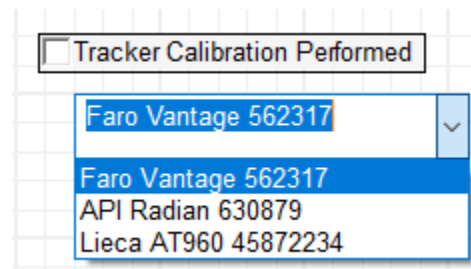 Tracker Calibration Performed
Faro Vantage 562317
Faro Vantage 562317
API Radian 630879
Lieca AT960 45872234